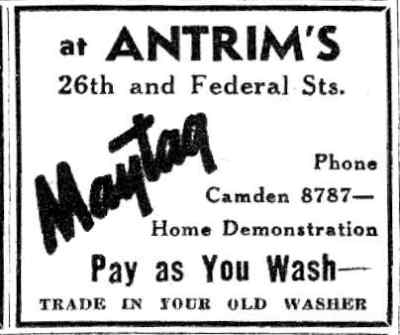 at ANTRIM'S
26th and Federal Sts.
Maytag
Phone
Camden 8787—
Home Demonstration
Pay as You Wash—
TRADE IN YOUR OLD WASHER